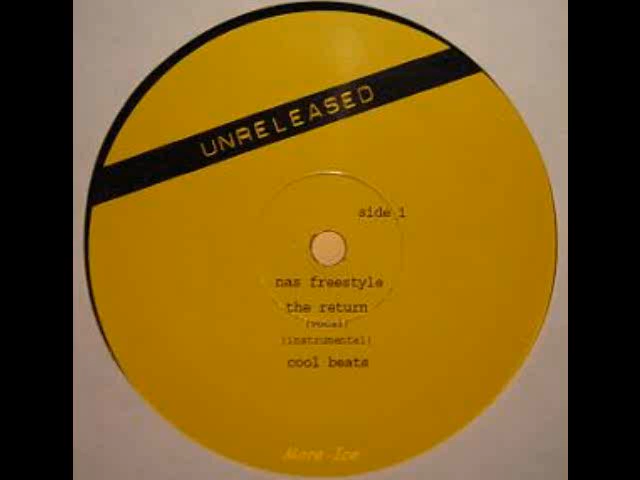 UNRELEASED
side 1
nas freestyle
the return
(vocal)
(instrumental)
cool beats
More-Ice